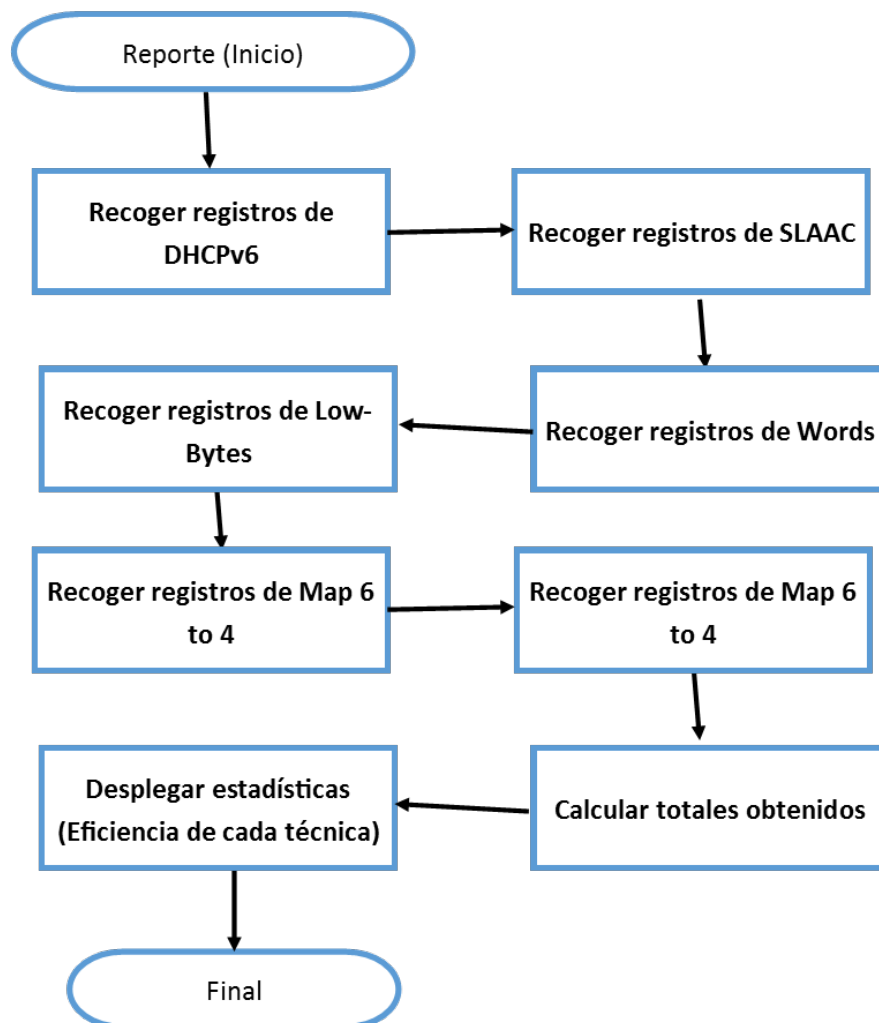 Reporte (Inicio)
Recoger registros de
DHCPv6
Recoger registros de SLAAC
Recoger registros de Words
Recoger registros de Low-
Bytes
Recoger registros de Map 6
to 4
Recoger registros de Map 6
to 4
Calcular totales obtenidos
Desplegar estadísticas
(Eficiencia de cada técnica)
Final